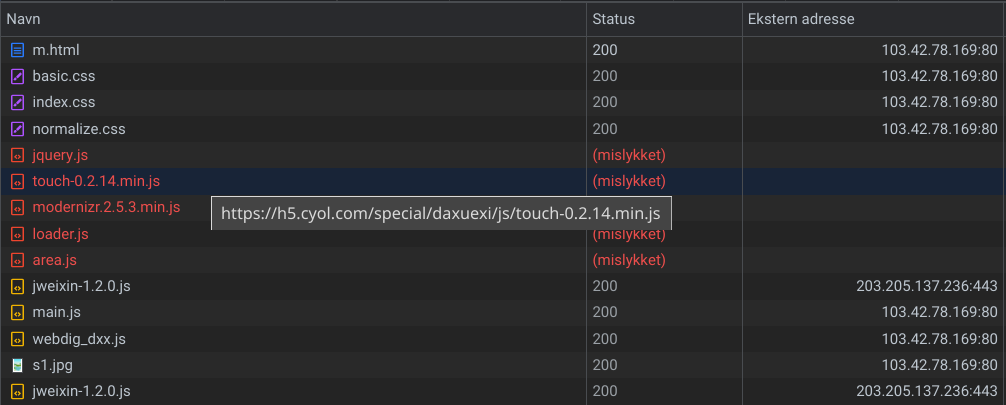 Navn Status Ekstern adresse
m.html 200 103.42.78.169:80
basic.css 200 103.42.78.169:80
index.css 200 103.42.78.169:80
normalize.css 200 103.42.78.169:80
jquery.js (mislykket)
touch-0.2.14.min.js (mislykket)
modernizr.2.5.3.min.js
https://h5.cyol.com/special/daxuexi/js/touch-0.2.14.min.js
loader.js (mislykket)
area.js (mislykket)
jweixin-1.2.0.js 200 203.205.137.236:443
main.js 200 103.42.78.169:80
webdig_dxx.js 200 103.42.78.169:80
s1.jpg 200 103.42.78.169:80
jweixin-1.2.0.js 200 203.205.137.236:443